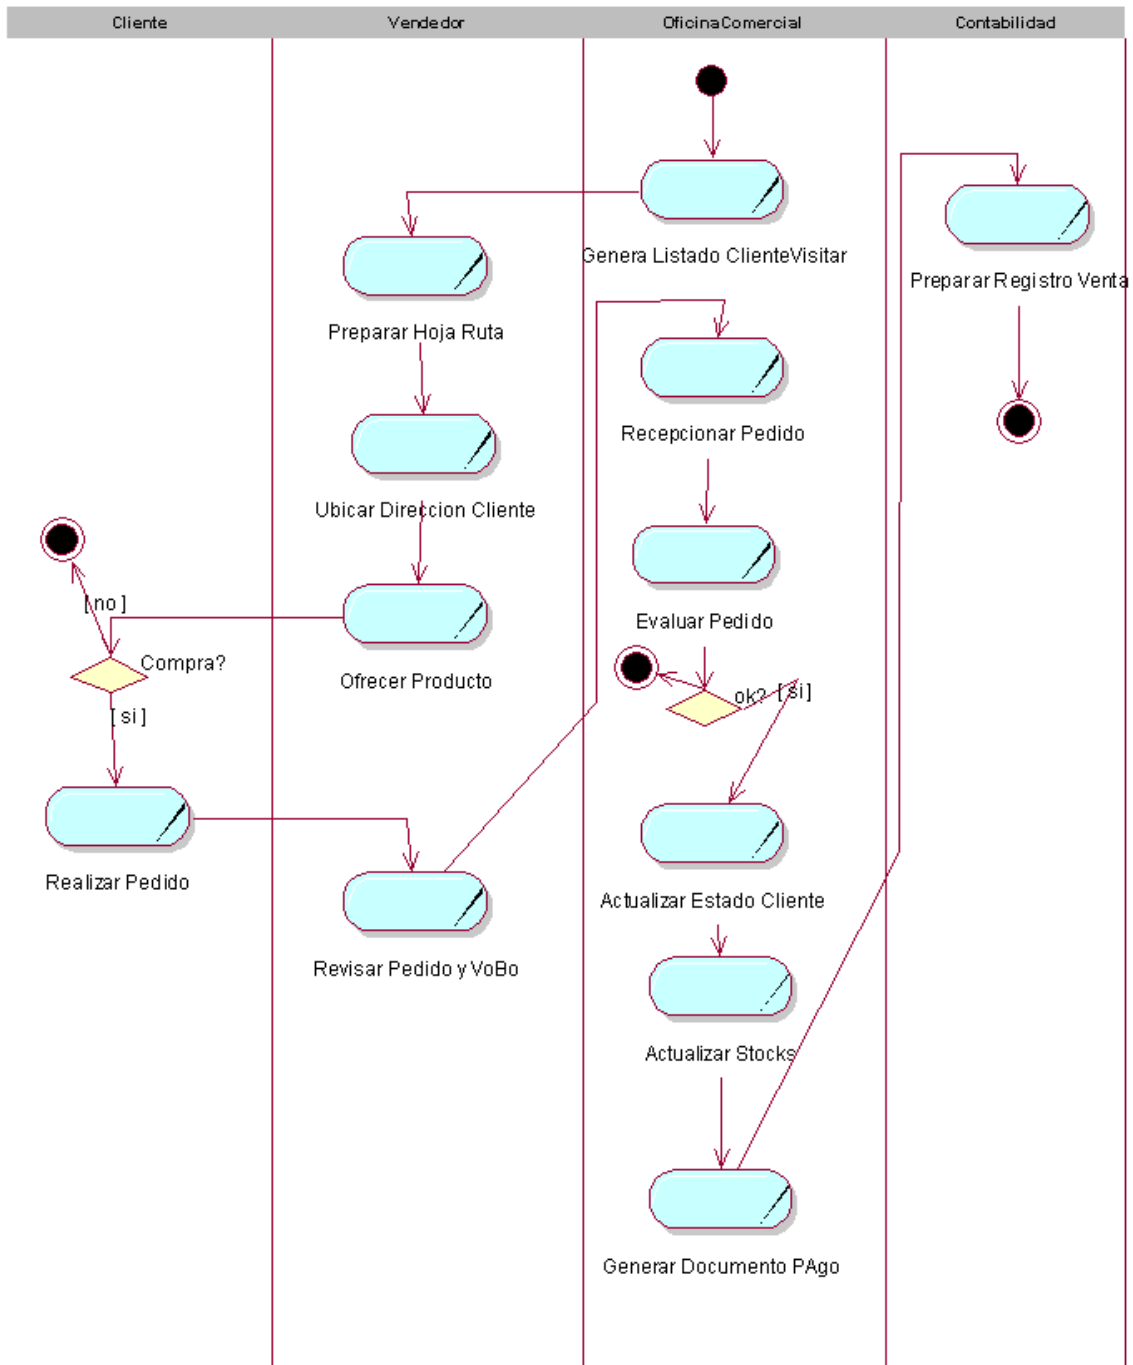 Cliente
Vendedor
OficinaComercial
Contabilidad
Genera Listado ClienteVisitar
Preparar Registro Venta
Preparar Hoja Ruta
Recepcionar Pedido
Ubicar Direccion Cliente
[ no ]
Evaluar Pedido
Compra?
Ofrecer Producto
ok?
[ si ]
[ si ]
Realizar Pedido
Actualizar Estado Cliente
Revisar Pedido y VoBo
Actualizar Stocks
Generar Documento PAgo